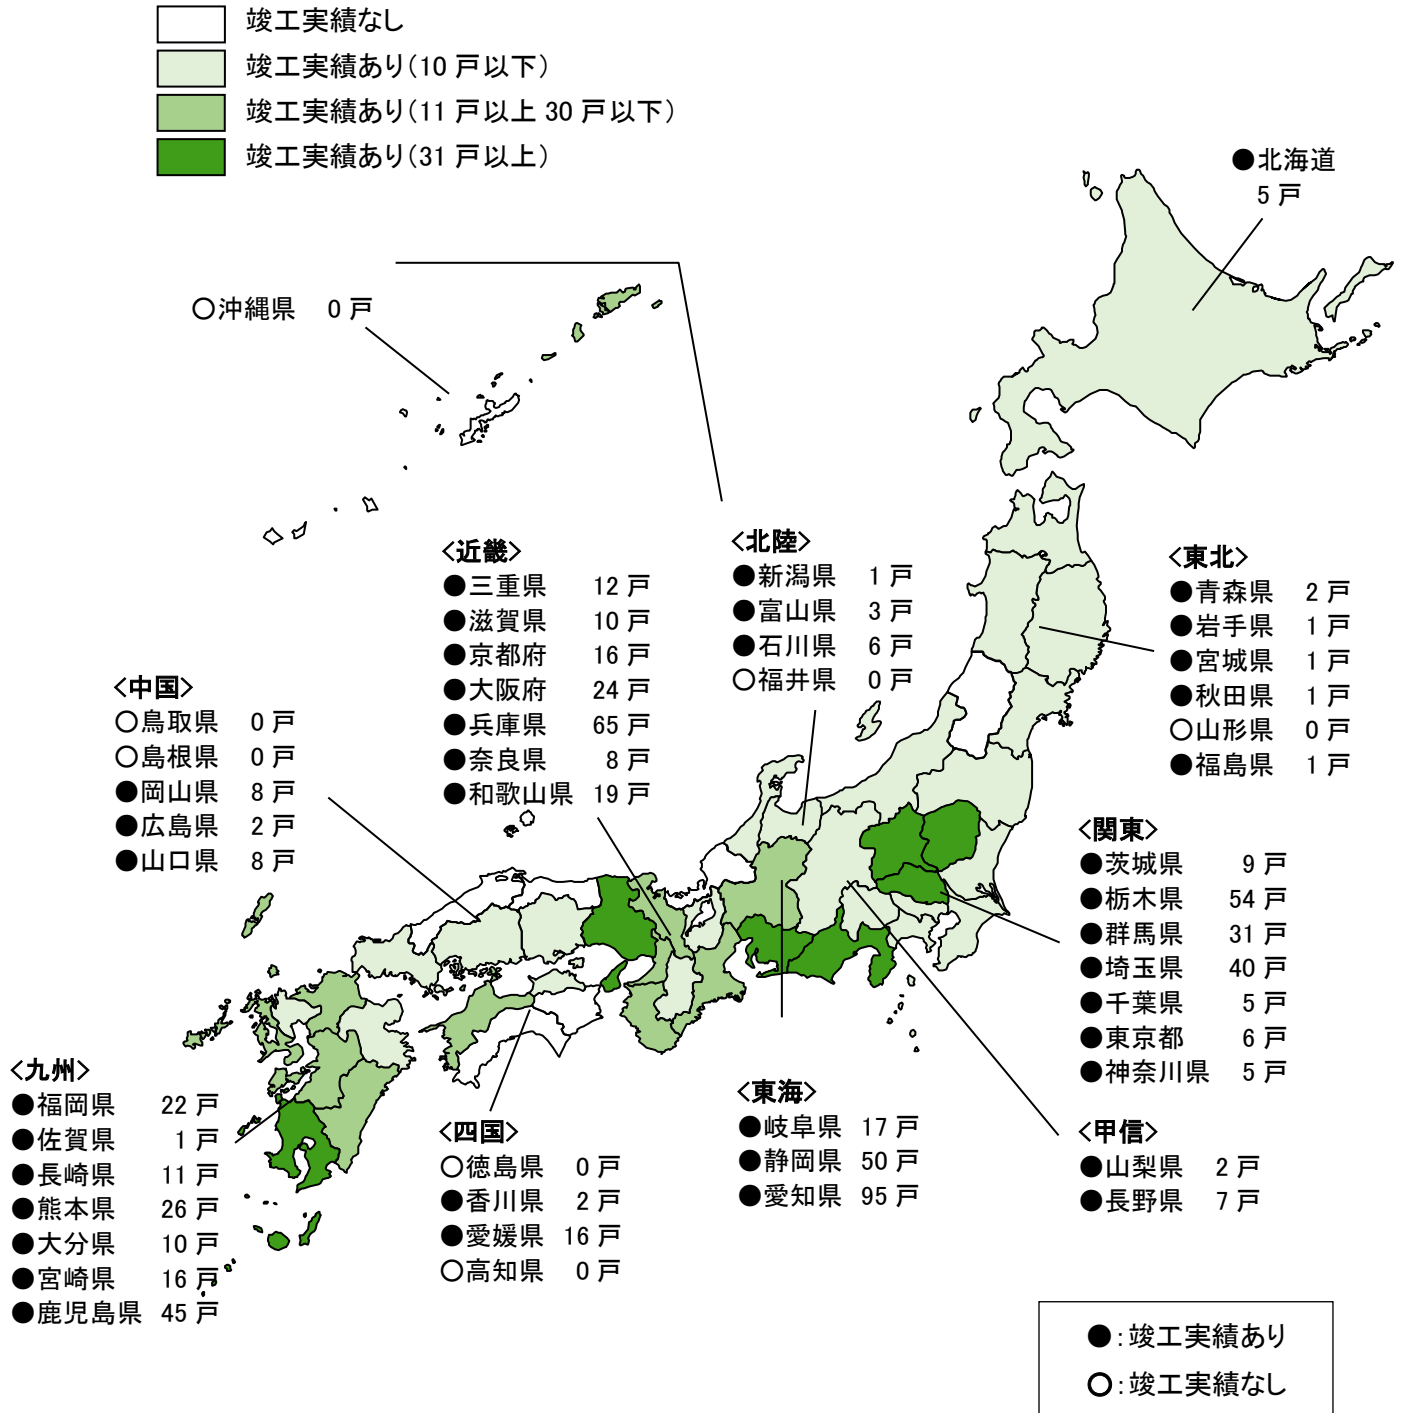 竣工実績なし
竣工実績あり（10 戸以下）
竣工実績あり（11 戸以上 30 戸以下）
竣工実績あり（31 戸以上）
●北海道
5 戸
○沖縄県 0 戸
<近畿>
●三重県 12 戸
●滋賀県 10 戸
●京都府 16 戸
●大阪府 24 戸
●兵庫県 65 戸
●奈良県 8 戸
●和歌山県 19 戸
<北陸>
●新潟県 1 戸
●富山県 3 戸
●石川県 6 戸
○福井県 0 戸
<東北>
●青森県 2 戸
●岩手県 1 戸
●宮城県 1 戸
●秋田県 1 戸
○山形県 0 戸
●福島県 1 戸
<中国>
○鳥取県 0 戸
○島根県 0 戸
●岡山県 8 戸
●広島県 2 戸
●山口県 8 戸
<関東>
●茨城県 9 戸
●栃木県 54 戸
●群馬県 31 戸
●埼玉県 40 戸
●千葉県 5 戸
●東京都 6 戸
●神奈川県 5 戸
<九州>
●福岡県 22 戸
●佐賀県 1 戸
●長崎県 11 戸
●熊本県 26 戸
●大分県 10 戸
●宮崎県 16 戸
●鹿児島県 45 戸
<四国>
○徳島県 0 戸
●香川県 2 戸
●愛媛県 16 戸
○高知県 0 戸
<東海>
●岐阜県 17 戸
●静岡県 50 戸
●愛知県 95 戸
<甲信>
●山梨県 2 戸
●長野県 7 戸
●：竣工実績あり
○：竣工実績なし